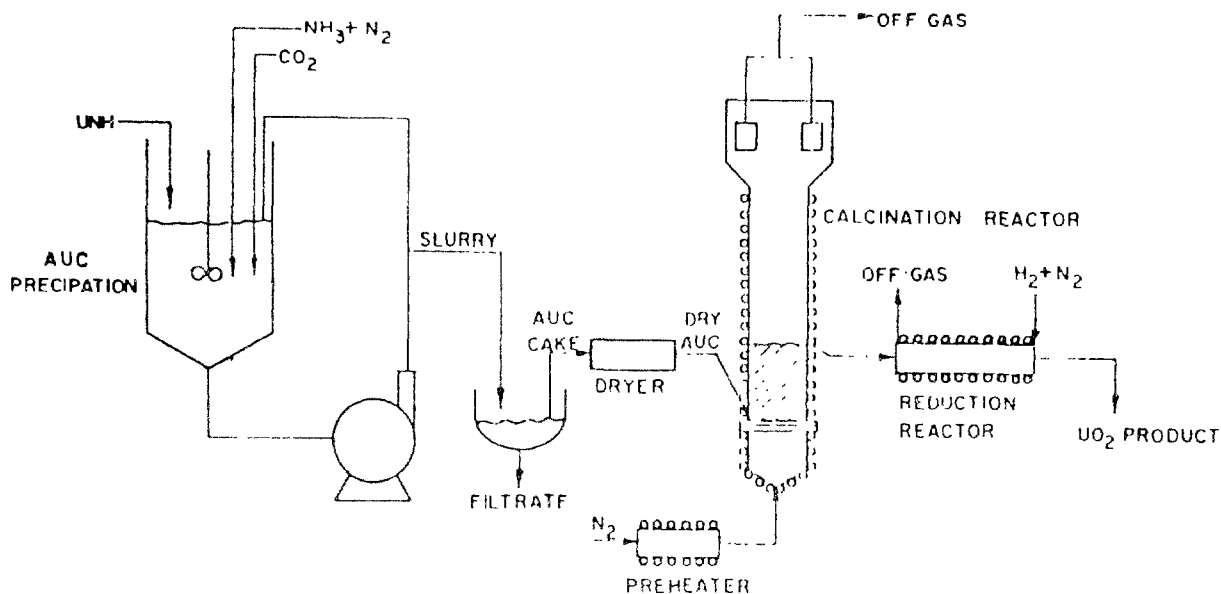 NH3 + N2
CO2
UNH
AUC
PRECIPATION
SLURRY
AUC
CAKE
DRYER
DRY
AUC
FILTRATE
N2
PREHEATER
OFF GAS
CALCINATION REACTOR
OFF·GAS
H2+N2
REDUCTION
REACTOR
UO2 PRODUCT